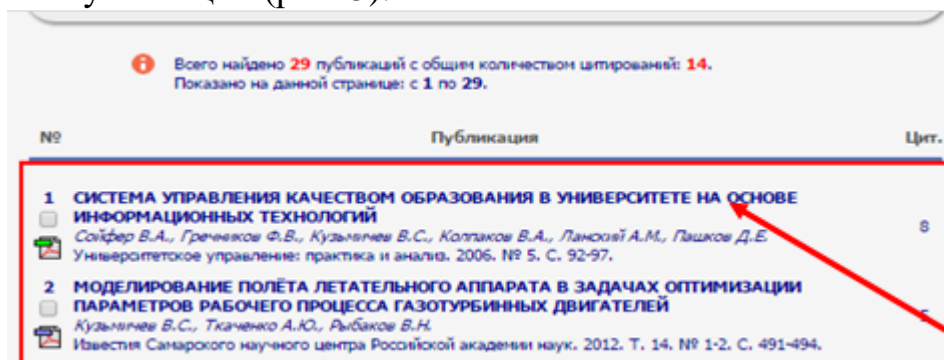 Всего найдено 29 публикаций с общим количеством цитирований: 14.
Показано на данной странице: с 1 по 29.
№ Публикация Цит.
1 СИСТЕМА УПРАВЛЕНИЯ КАЧЕСТВОМ ОБРАЗОВАНИЯ В УНИВЕРСИТЕТЕ НА ОСНОВЕ
ИНФОРМАЦИОННЫХ ТЕХНОЛОГИЙ
Сойфер В.А., Гречников Ф.В., Кузьмичев В.С., Колпаков В.А., Ланский А.М., Пашков Д.Е.
Университетское управление: практика и анализ. 2006. № 5. С. 92-97.
8
2 МОДЕЛИРОВАНИЕ ПОЛЁТА ЛЕТАТЕЛЬНОГО АППАРАТА В ЗАДАЧАХ ОПТИМИЗАЦИИ
ПАРАМЕТРОВ РАБОЧЕГО ПРОЦЕССА ГАЗОТУРБИННЫХ ДВИГАТЕЛЕЙ
Кузьмичев В.С., Ткаченко А.Ю., Рыбаков В.Н.
Известия Самарского научного центра Российской академии наук. 2012. Т. 14. № 1-2. С. 491-494.